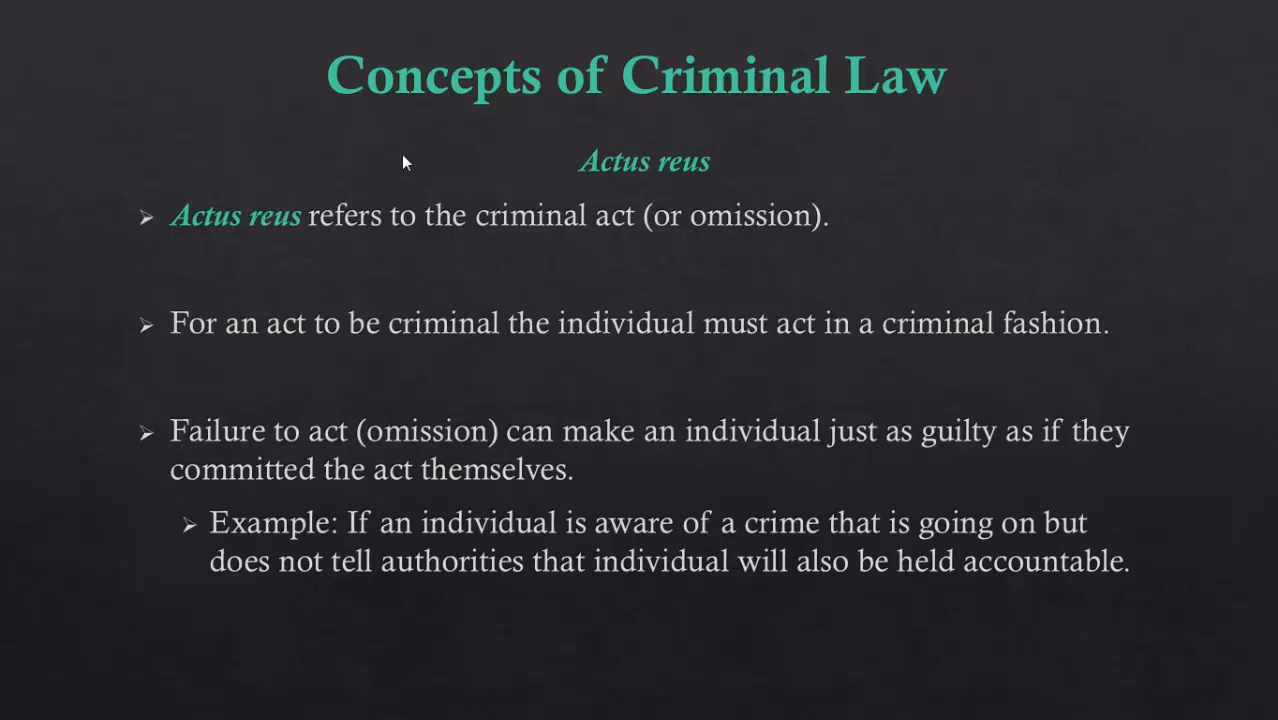 Concepts of Criminal Law
Actus reus
Actus reus refers to the criminal act (or omission).
For an act to be criminal the individual must act in a criminal fashion.
Failure to act (omission) can make an individual just as guilty as if they
committed the act themselves.
Example: If an individual is aware of a crime that is going on but
does not tell authorities that individual will also be held accountable.